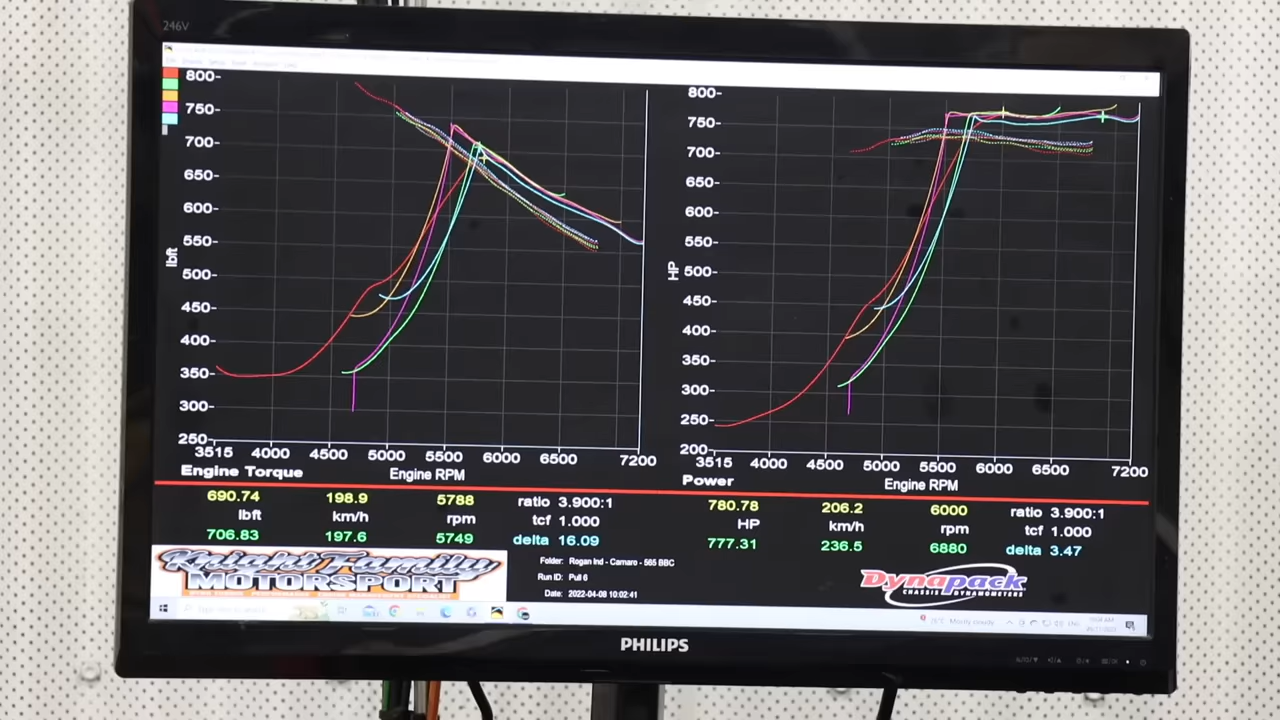 246V
800-
750-
700-
650-
600-
550-
500-
450-
400-
350-
300-
250-
lbft
3515 4000 4500 5000 5500 6000 6500 7200
Engine Torque
Engine RPM
800-
750-
700-
650-
600-
550-
500-
450-
400-
350-
300-
250-
200-
HP
3515 4000 4500 5000 5500 6000 6500 7200
Power
Engine RPM
690.74 198.9 5788 ratio 3.900:1
lbft km/h rpm tcf 1.000
706.83 197.6 5749 delta 16.09
780.78 206.2 6000 ratio 3.900:1
HP km/h rpm tcf 1.000
777.31 236.5 6880 delta 3.47
Knight Family
MOTORSPORT
Folder: Rogan Ind - Camaro - 565 BBC
Run ID: Pull 6
Date: 2022-04-08 10:02:41
Dynapack
CHASSIS DYNAMOMETERS
Mostly cloudy
PHILIPS